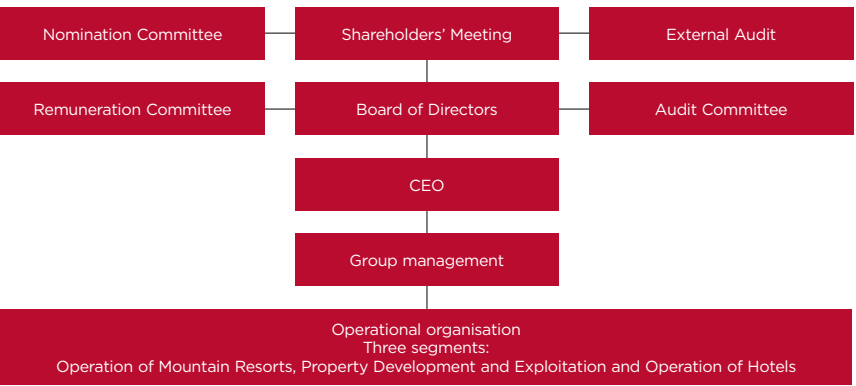 Nomination Committee
Shareholders’ Meeting
External Audit
Remuneration Committee
Board of Directors
Audit Committee
CEO
Group management
Operational organisation
Three segments:
Operation of Mountain Resorts, Property Development and Exploitation and Operation of Hotels